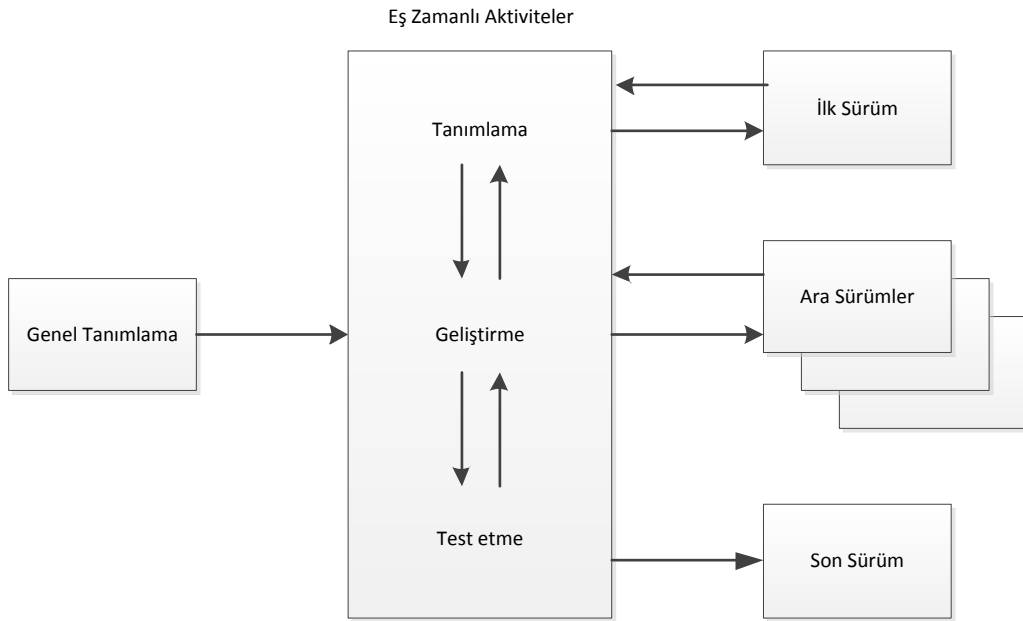 Eş Zamanlı Aktiviteler
Tanımlama
İlk Sürüm
Ara Sürümler
Genel Tanımlama
Geliştirme
Test etme
Son Sürüm